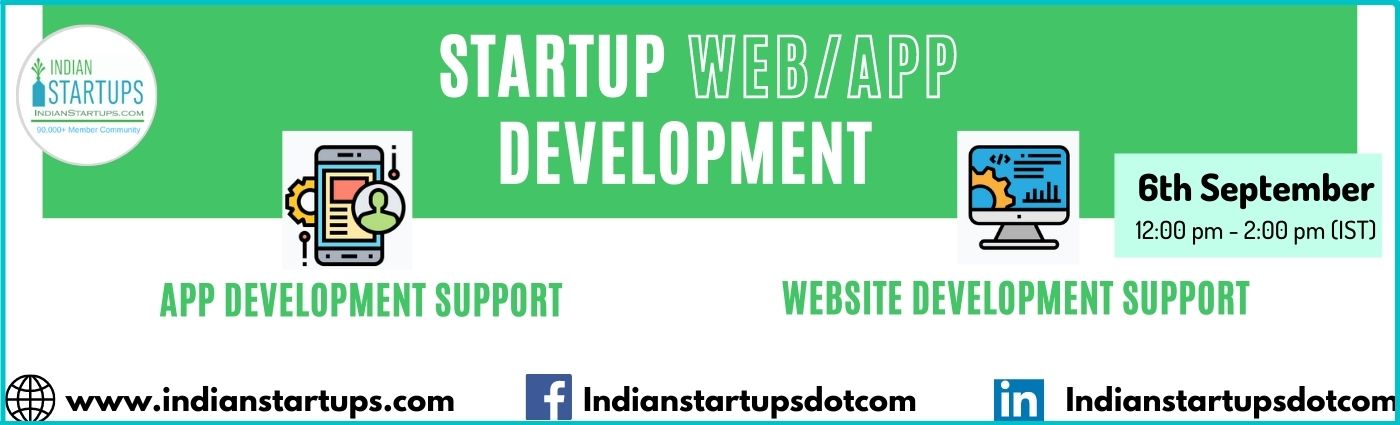 INDIAN
STARTUPS
INDIANSTARTUPS.COM
90,000+ Member Community
STARTUP WEB/APP
DEVELOPMENT
</>
6th September
12:00 pm - 2:00 pm (IST)
APP DEVELOPMENT SUPPORT
WEBSITE DEVELOPMENT SUPPORT
www.indianstartups.com
Indianstartupsdotcom
in Indianstartupsdotcom